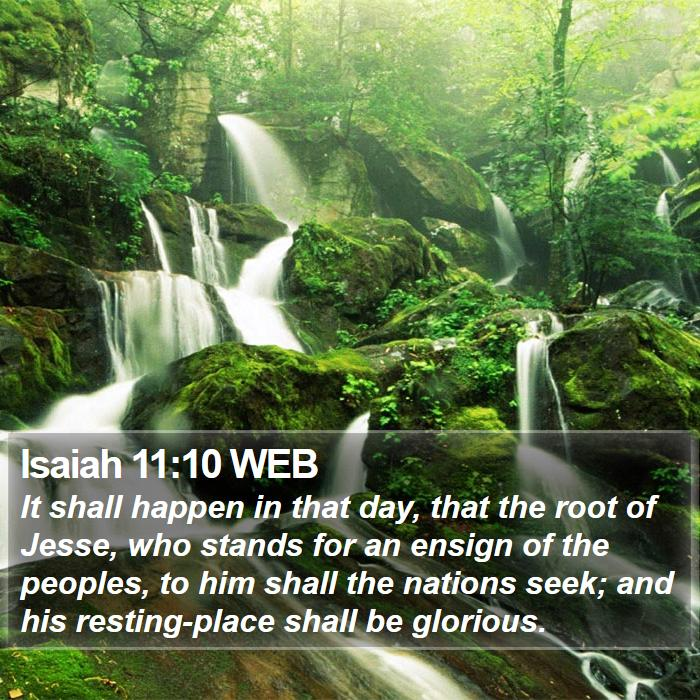 Isaiah 11:10 WEB
It shall happen in that day, that the root of
Jesse, who stands for an ensign of the
peoples, to him shall the nations seek; and
his resting-place shall be glorious.